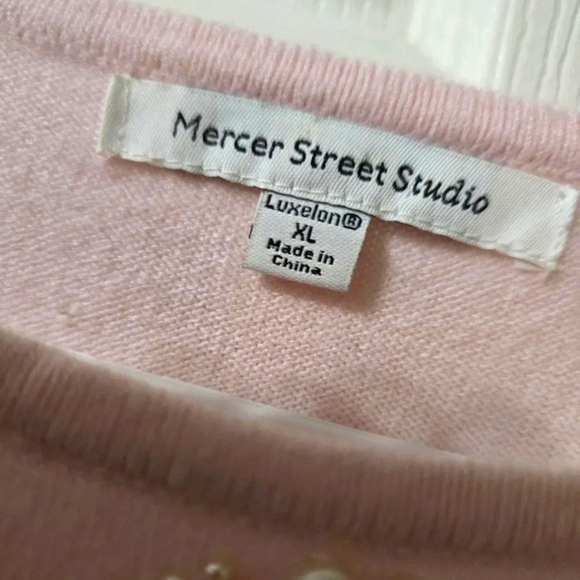 Mercer Street Studio
Luxelon®
XL
Made in
China